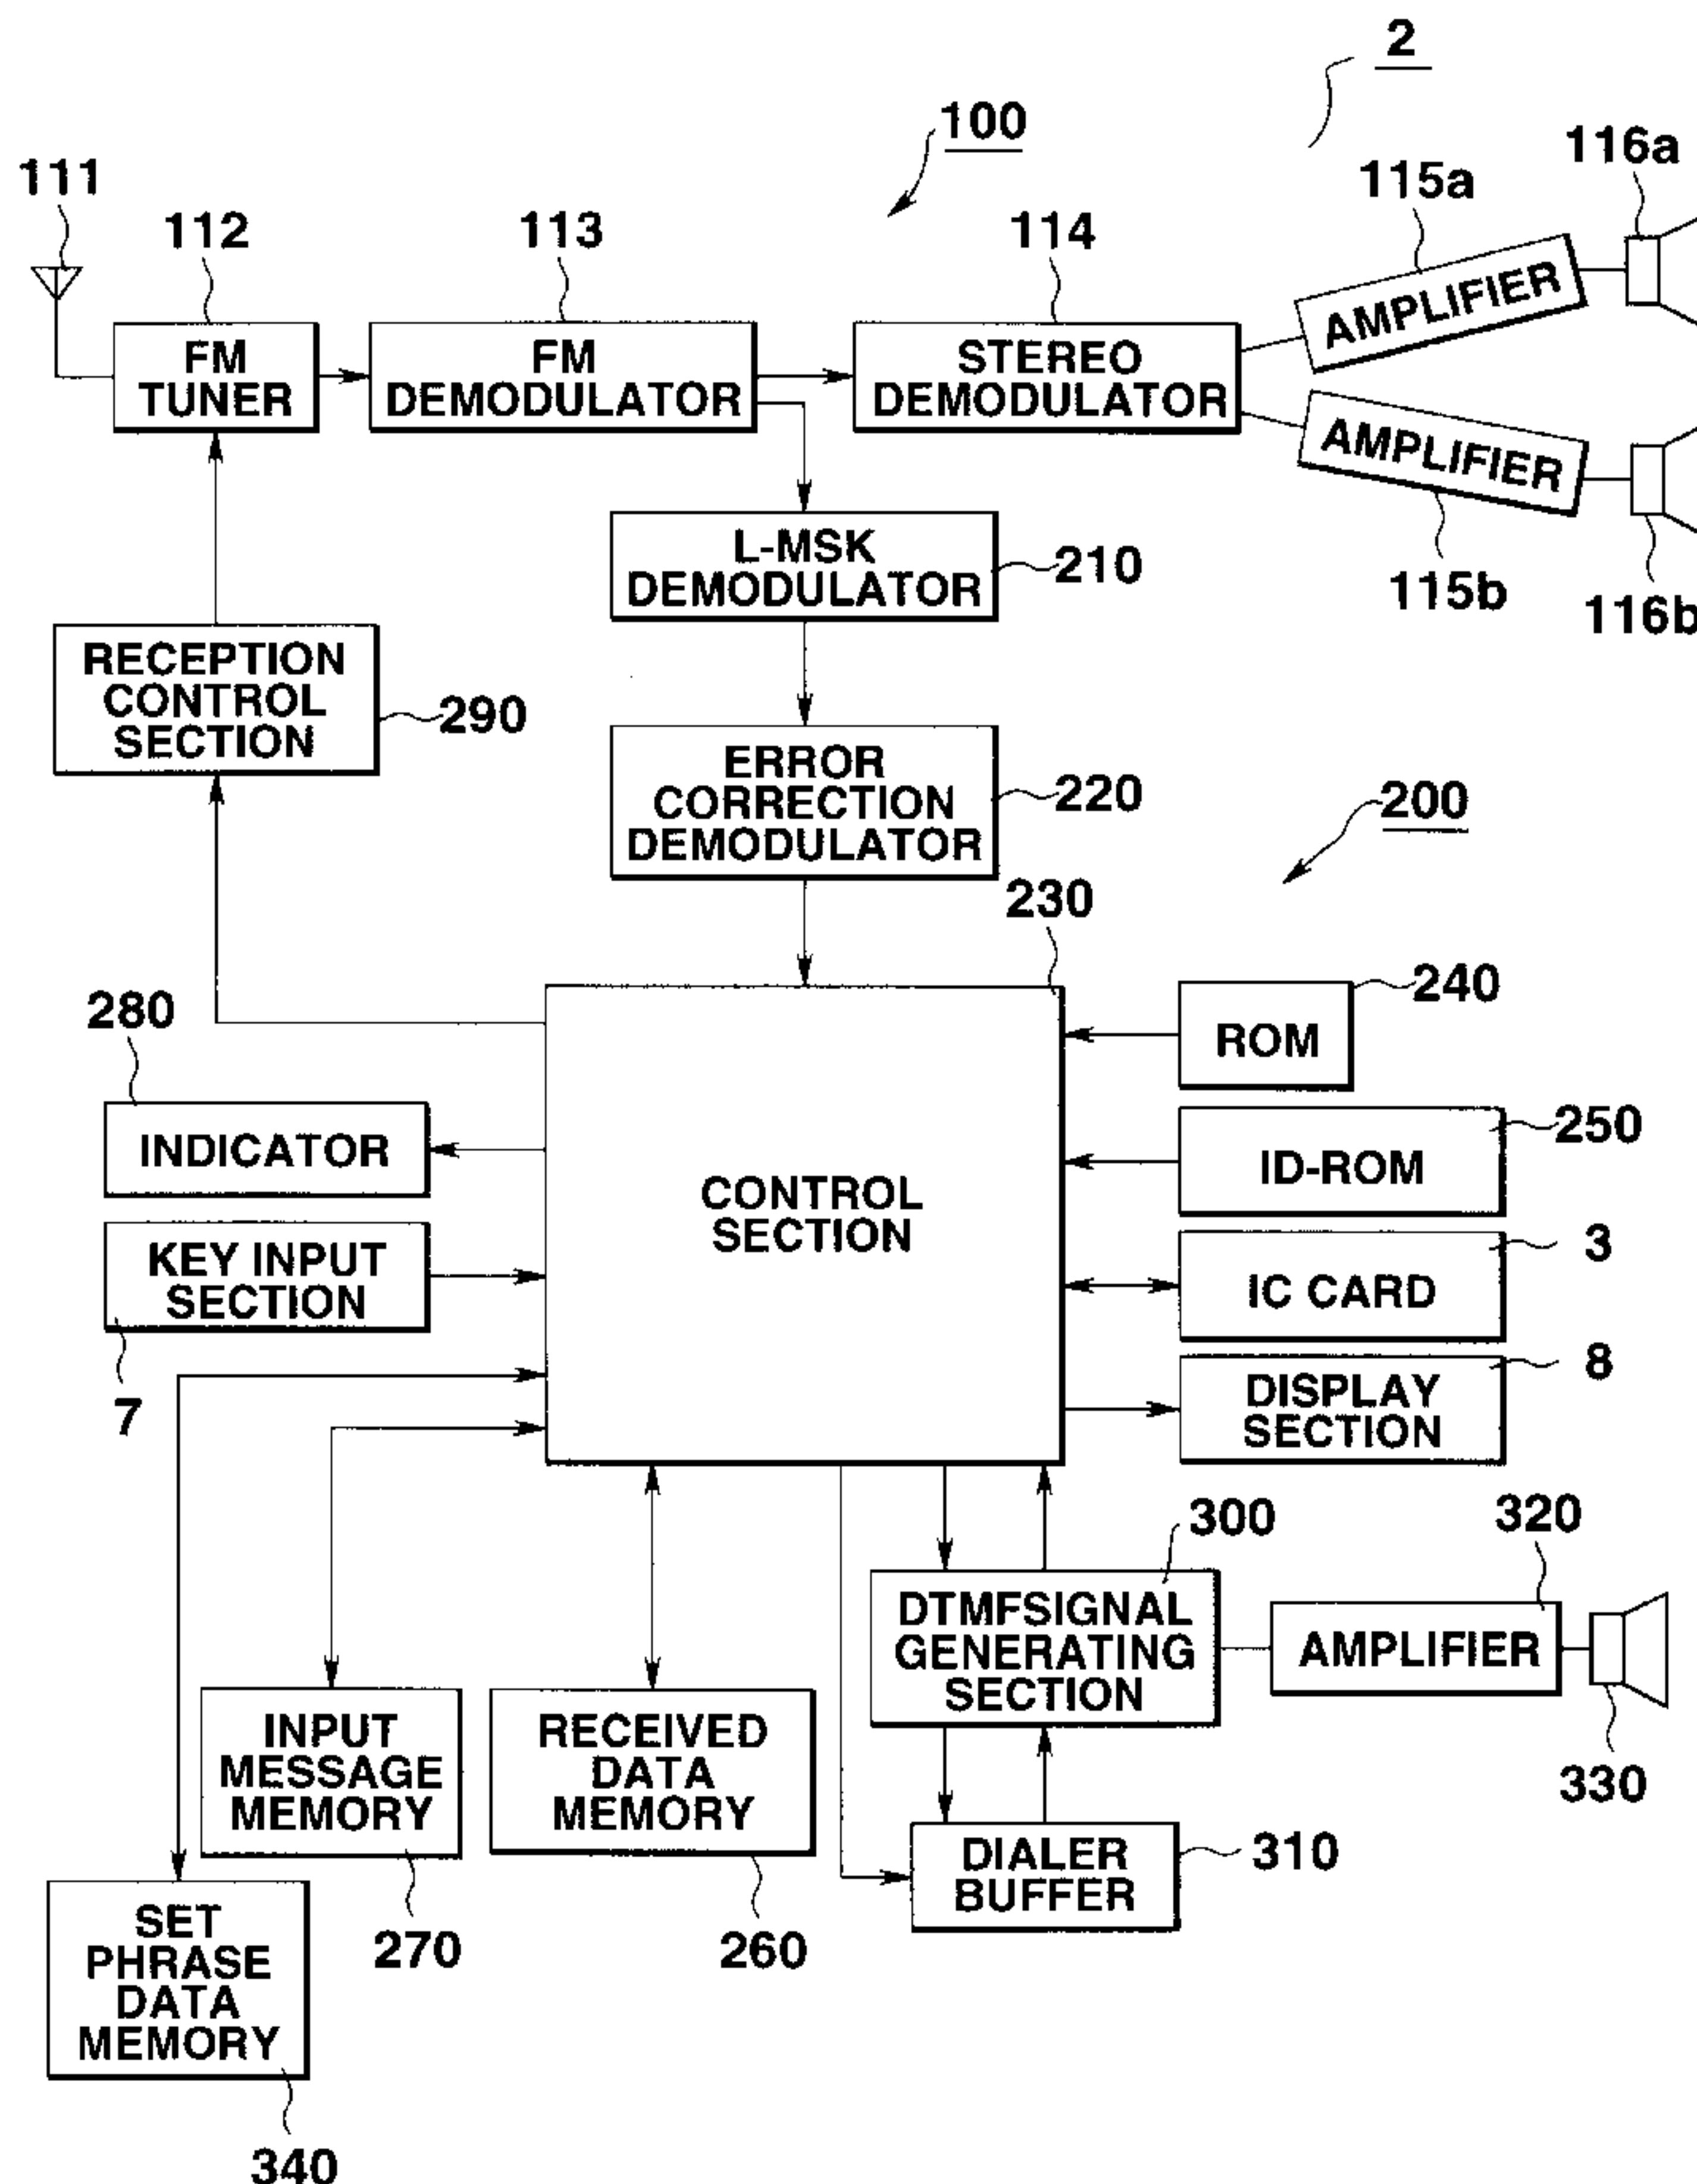 2
100
116a
115a
111
112
113
114
FM
TUNER
FM
DEMODULATOR
STEREO
DEMODULATOR
AMPLIFIER
AMPLIFIER
L-MSK
DEMODULATOR
210
115b
116b
RECEPTION
CONTROL
SECTION
290
ERROR
CORRECTION
DEMODULATOR
220
200
230
240
ROM
280
INDICATOR
250
ID-ROM
CONTROL
SECTION
KEY INPUT
SECTION
7
3
IC CARD
8
DISPLAY
SECTION
300
320
DTMFSIGNAL
GENERATING
SECTION
AMPLIFIER
330
INPUT
MESSAGE
MEMORY
270
RECEIVED
DATA
MEMORY
260
DIALER
BUFFER
310
SET
PHRASE
DATA
MEMORY
340